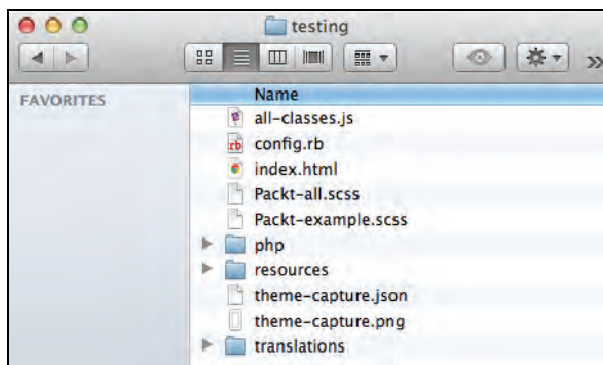 testing
FAVORITES
Name
all-classes.js
rb
config.rb
index.html
Packt-all.scss
Packt-example.scss
php
resources
theme-capture.json
theme-capture.png
translations